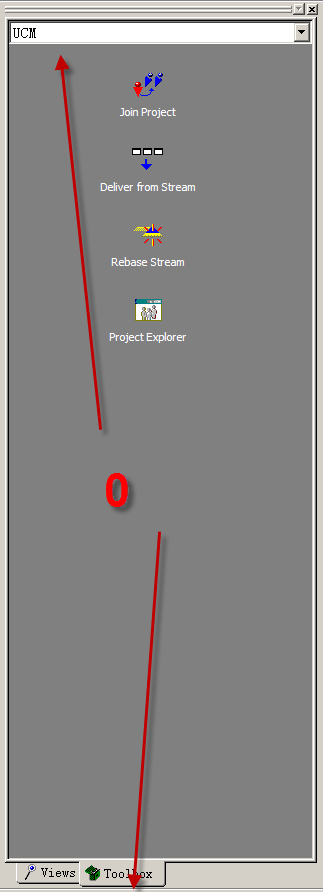 UCM
Join Project
Deliver from Stream
Rebase Stream
Project Explorer
0
Views Toolbox